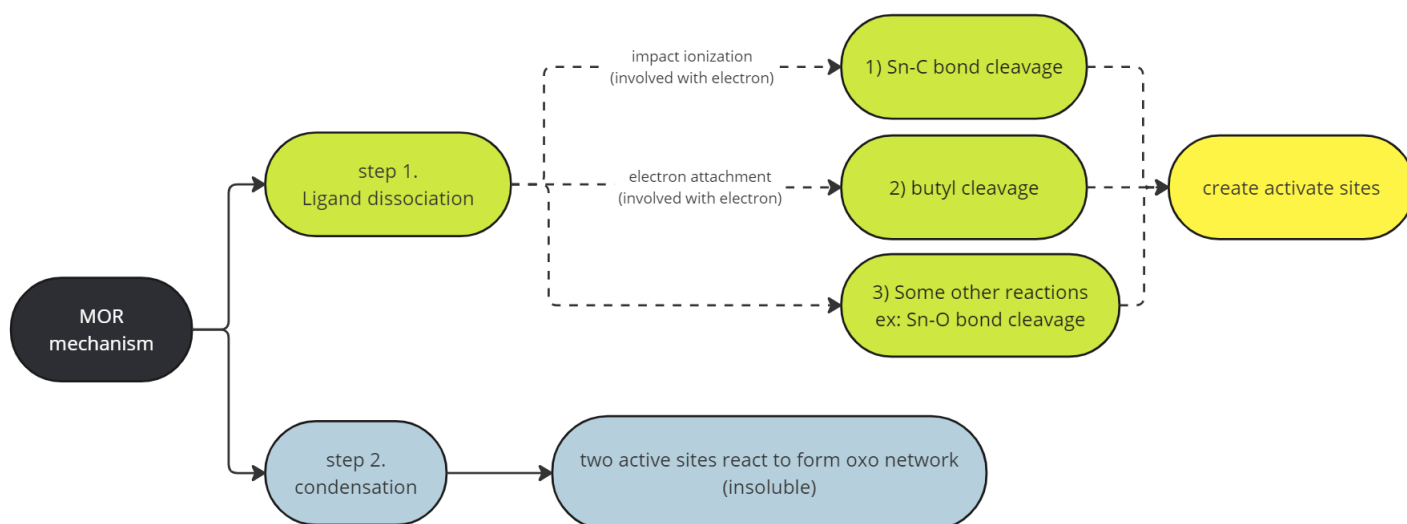 MOR
mechanism
step 1.
Ligand dissociation
impact ionization
(involved with electron)
1) Sn-C bond cleavage
electron attachment
(involved with electron)
2) butyl cleavage
3) Some other reactions
ex: Sn-O bond cleavage
create activate sites
step 2.
condensation
two active sites react to form oxo network
(insoluble)